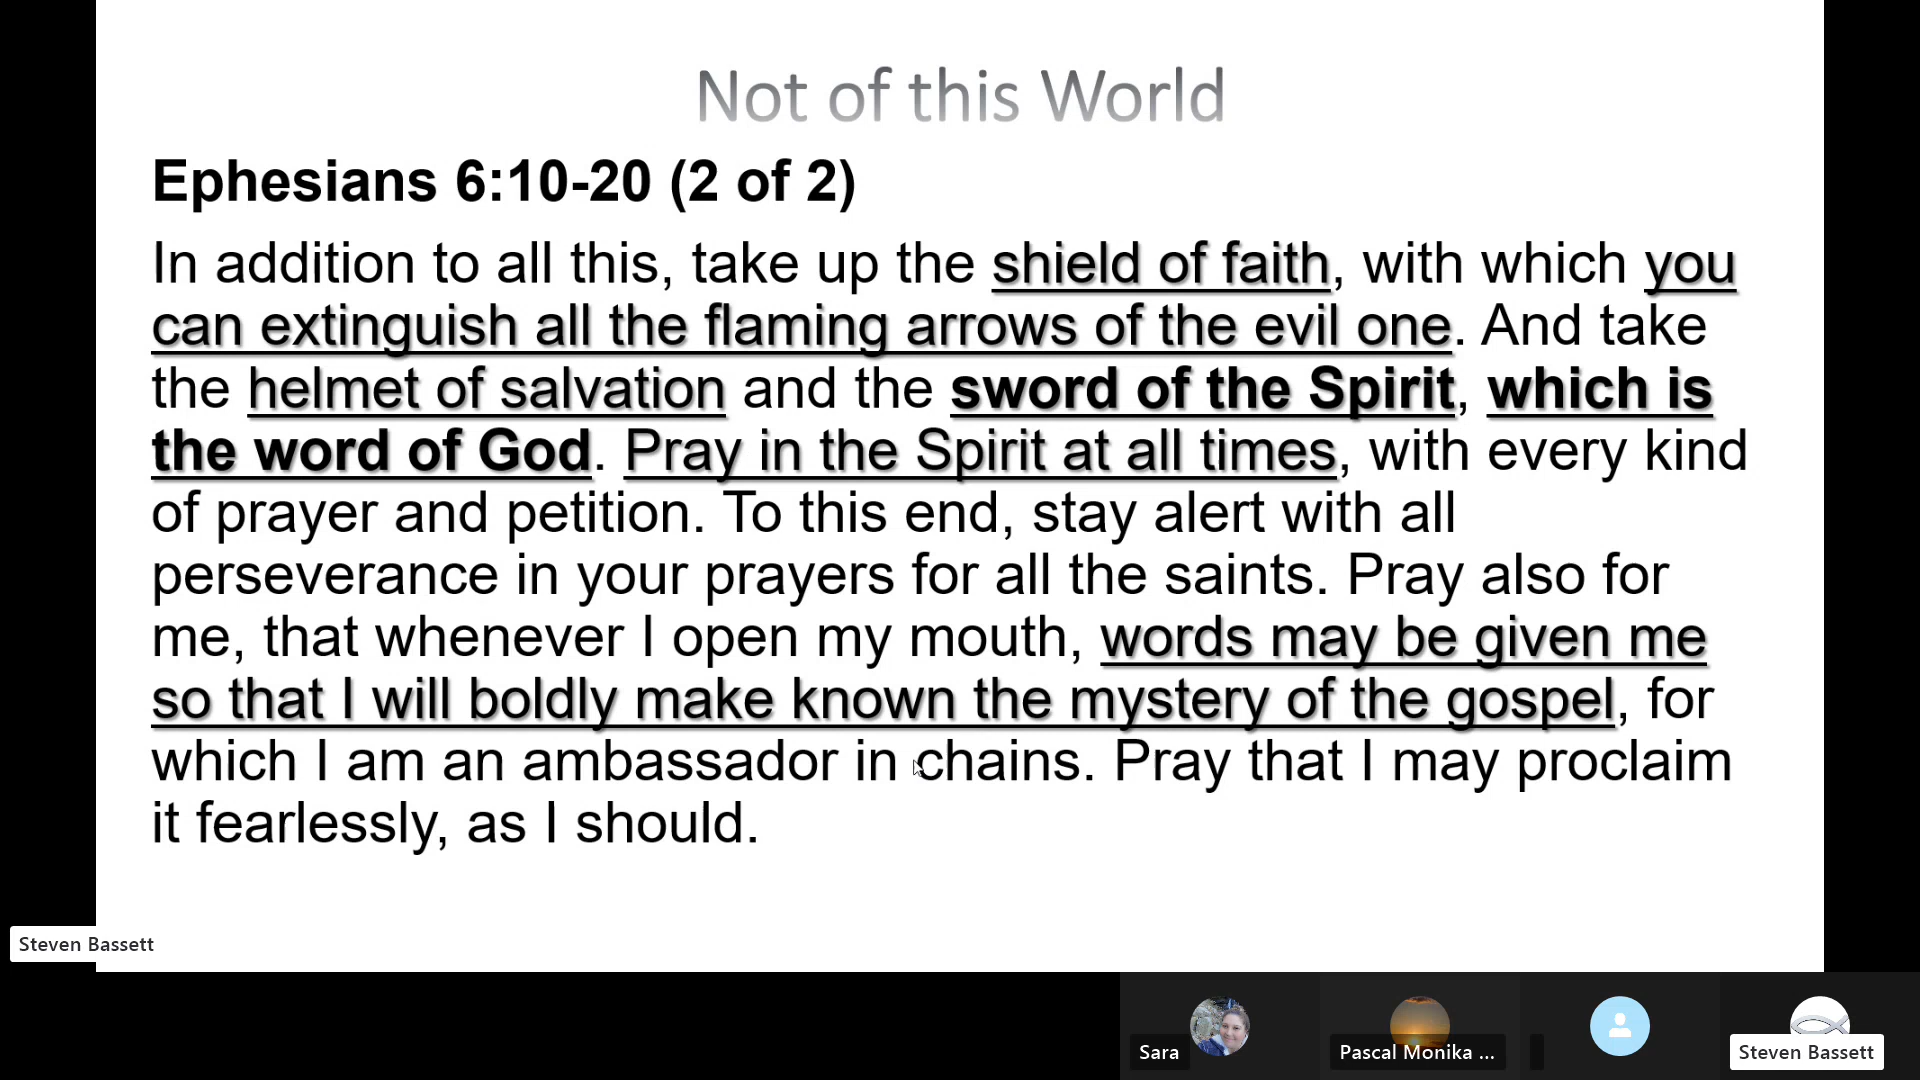 Not of this World
Ephesians 6:10-20 (2 of 2)
In addition to all this, take up the shield of faith, with which you
can extinguish all the flaming arrows of the evil one. And take
the helmet of salvation and the sword of the Spirit, which is
the word of God. Pray in the Spirit at all times, with every kind
of prayer and petition. To this end, stay alert with all
perseverance in your prayers for all the saints. Pray also for
me, that whenever I open my mouth, words may be given me
so that I will boldly make known the mystery of the gospel, for
which I am an ambassador in chains. Pray that I may proclaim
it fearlessly, as I should.
Steven Bassett
Sara
Pascal Monika ...
Steven Bassett